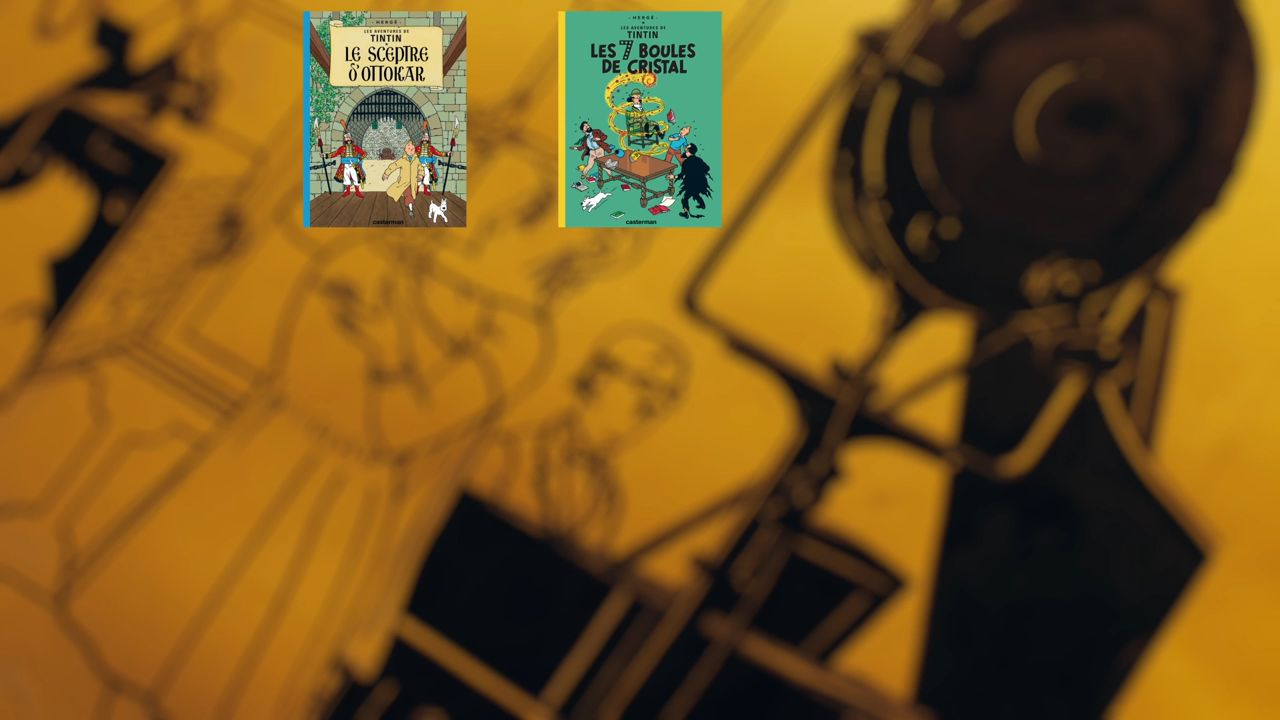 HERGÉ
LES AVENTURES DE
TINTIN
LE SCEPTRE
D'OTTOKAR
casterman
HERGÉ
LES AVENTURES DE
TINTIN
LES 7 BOULES
DE CRISTAL
casterman